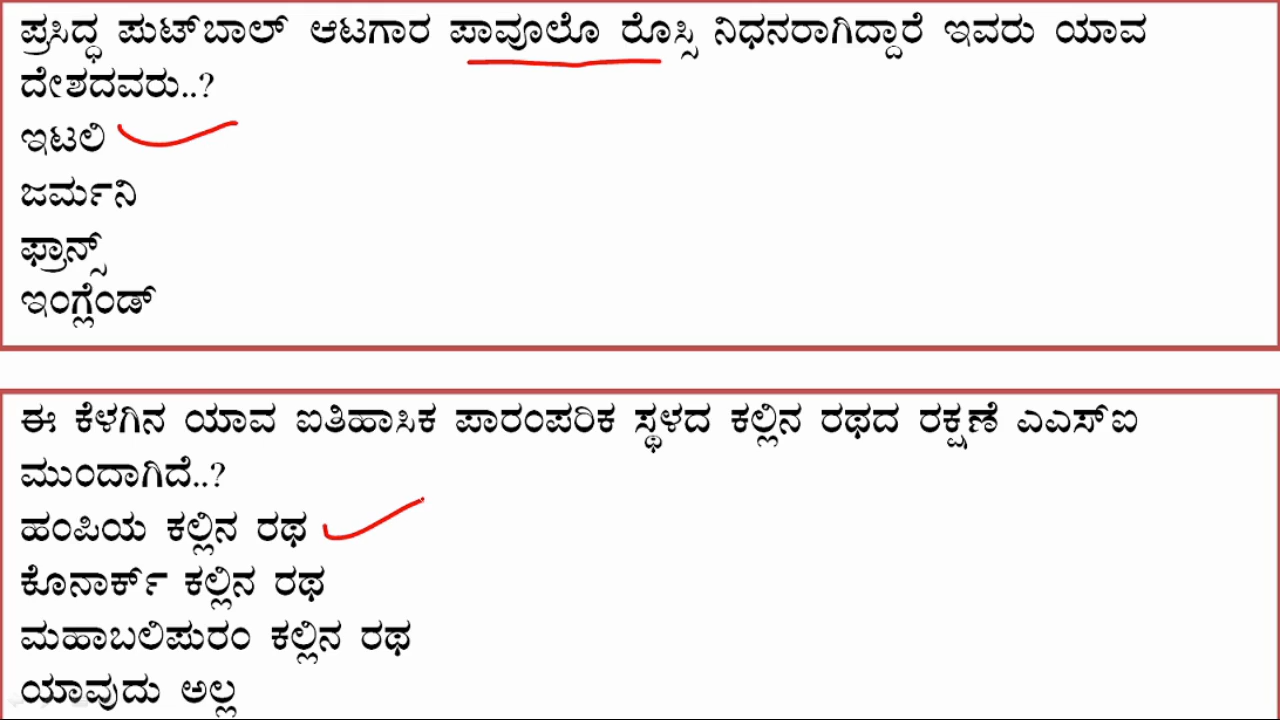 ಪ್ರಸಿದ್ಧ ಪುಟ್‌ಬಾಲ್ ಆಟಗಾರ ಪಾವೂಲೊ ರೊಸ್ಸಿ ನಿಧನರಾಗಿದ್ದಾರೆ ಇವರು ಯಾವ
ದೇಶದವರು..?
ಇಟಲಿ
ಜರ್ಮನಿ
ಫ್ರಾನ್ಸ್
ಇಂಗ್ಲೆಂಡ್
ಈ ಕೆಳಗಿನ ಯಾವ ಐತಿಹಾಸಿಕ ಪಾರಂಪರಿಕ ಸ್ಥಳದ ಕಲ್ಲಿನ ರಥದ ರಕ್ಷಣೆ ಎಎಸ್‌ಐ
ಮುಂದಾಗಿದೆ..?
ಹಂಪಿಯ ಕಲ್ಲಿನ ರಥ
ಕೊನಾರ್ಕ್ ಕಲ್ಲಿನ ರಥ
ಮಹಾಬಲಿಪುರಂ ಕಲ್ಲಿನ ರಥ
ಯಾವುದು ಅಲ್ಲ